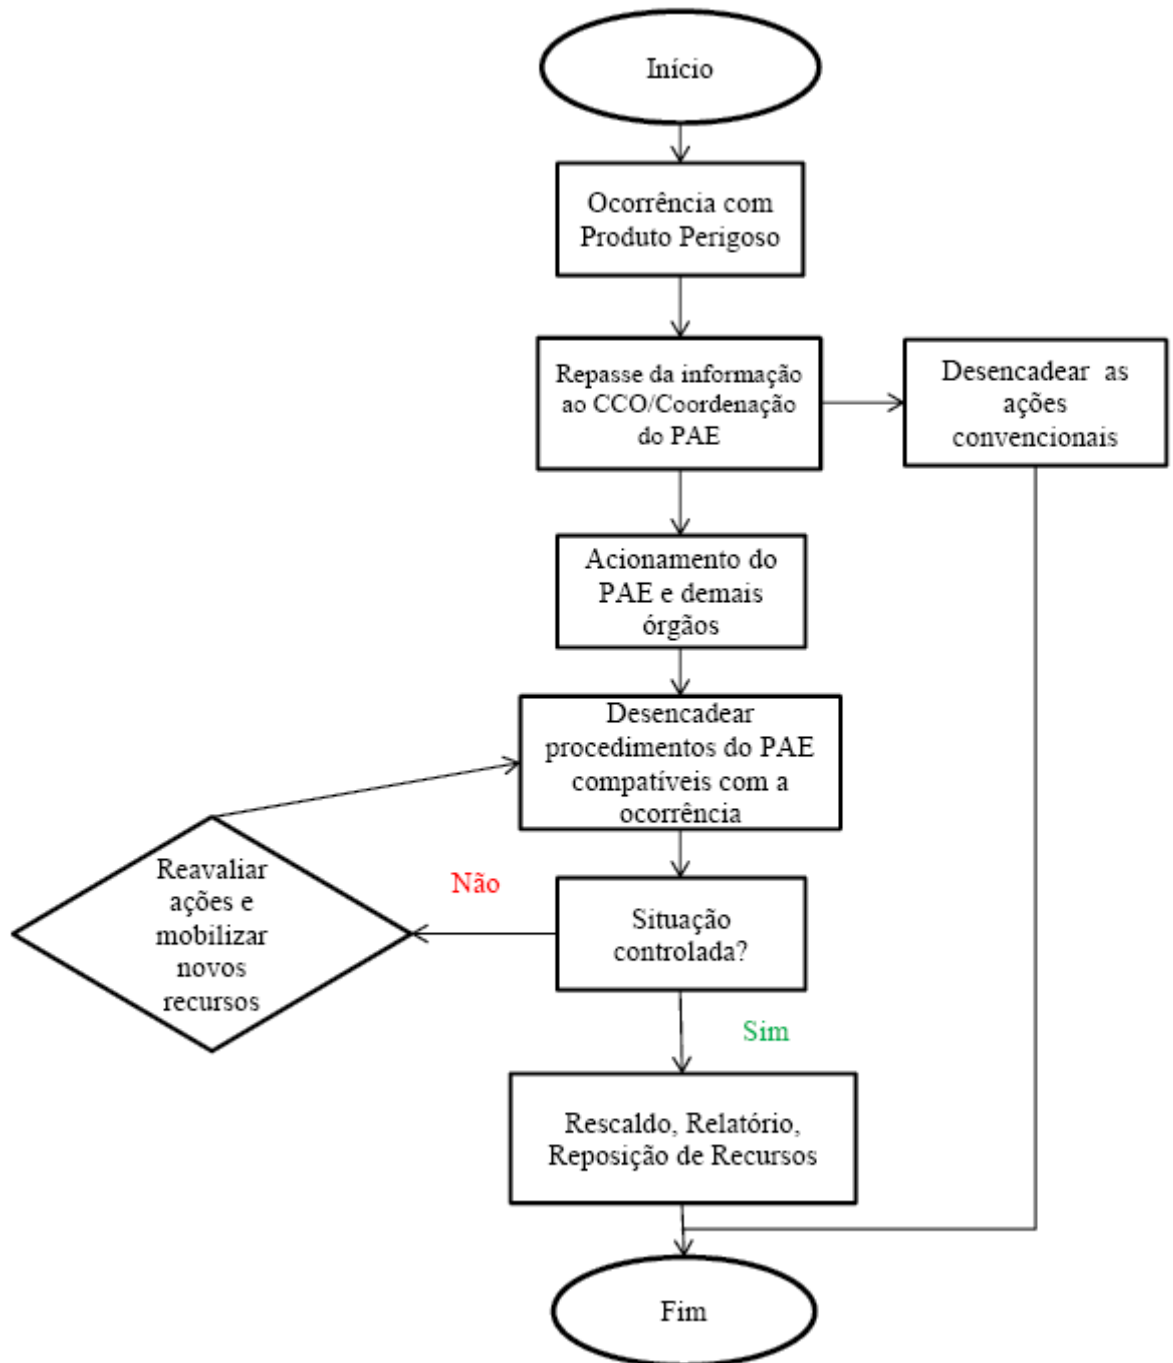 Início
Ocorrência com
Produto Perigoso
Repasse da informação
ao CCO/Coordenação
do PAE
Desencadear as
ações
convencionais
Acionamento do
PAE e demais
órgãos
Desencadear
procedimentos do PAE
compatíveis com a
ocorrência
Reavaliar
ações e
mobilizar
novos
recursos
Não
Situação
controlada?
Sim
Rescaldo, Relatório,
Reposição de Recursos
Fim